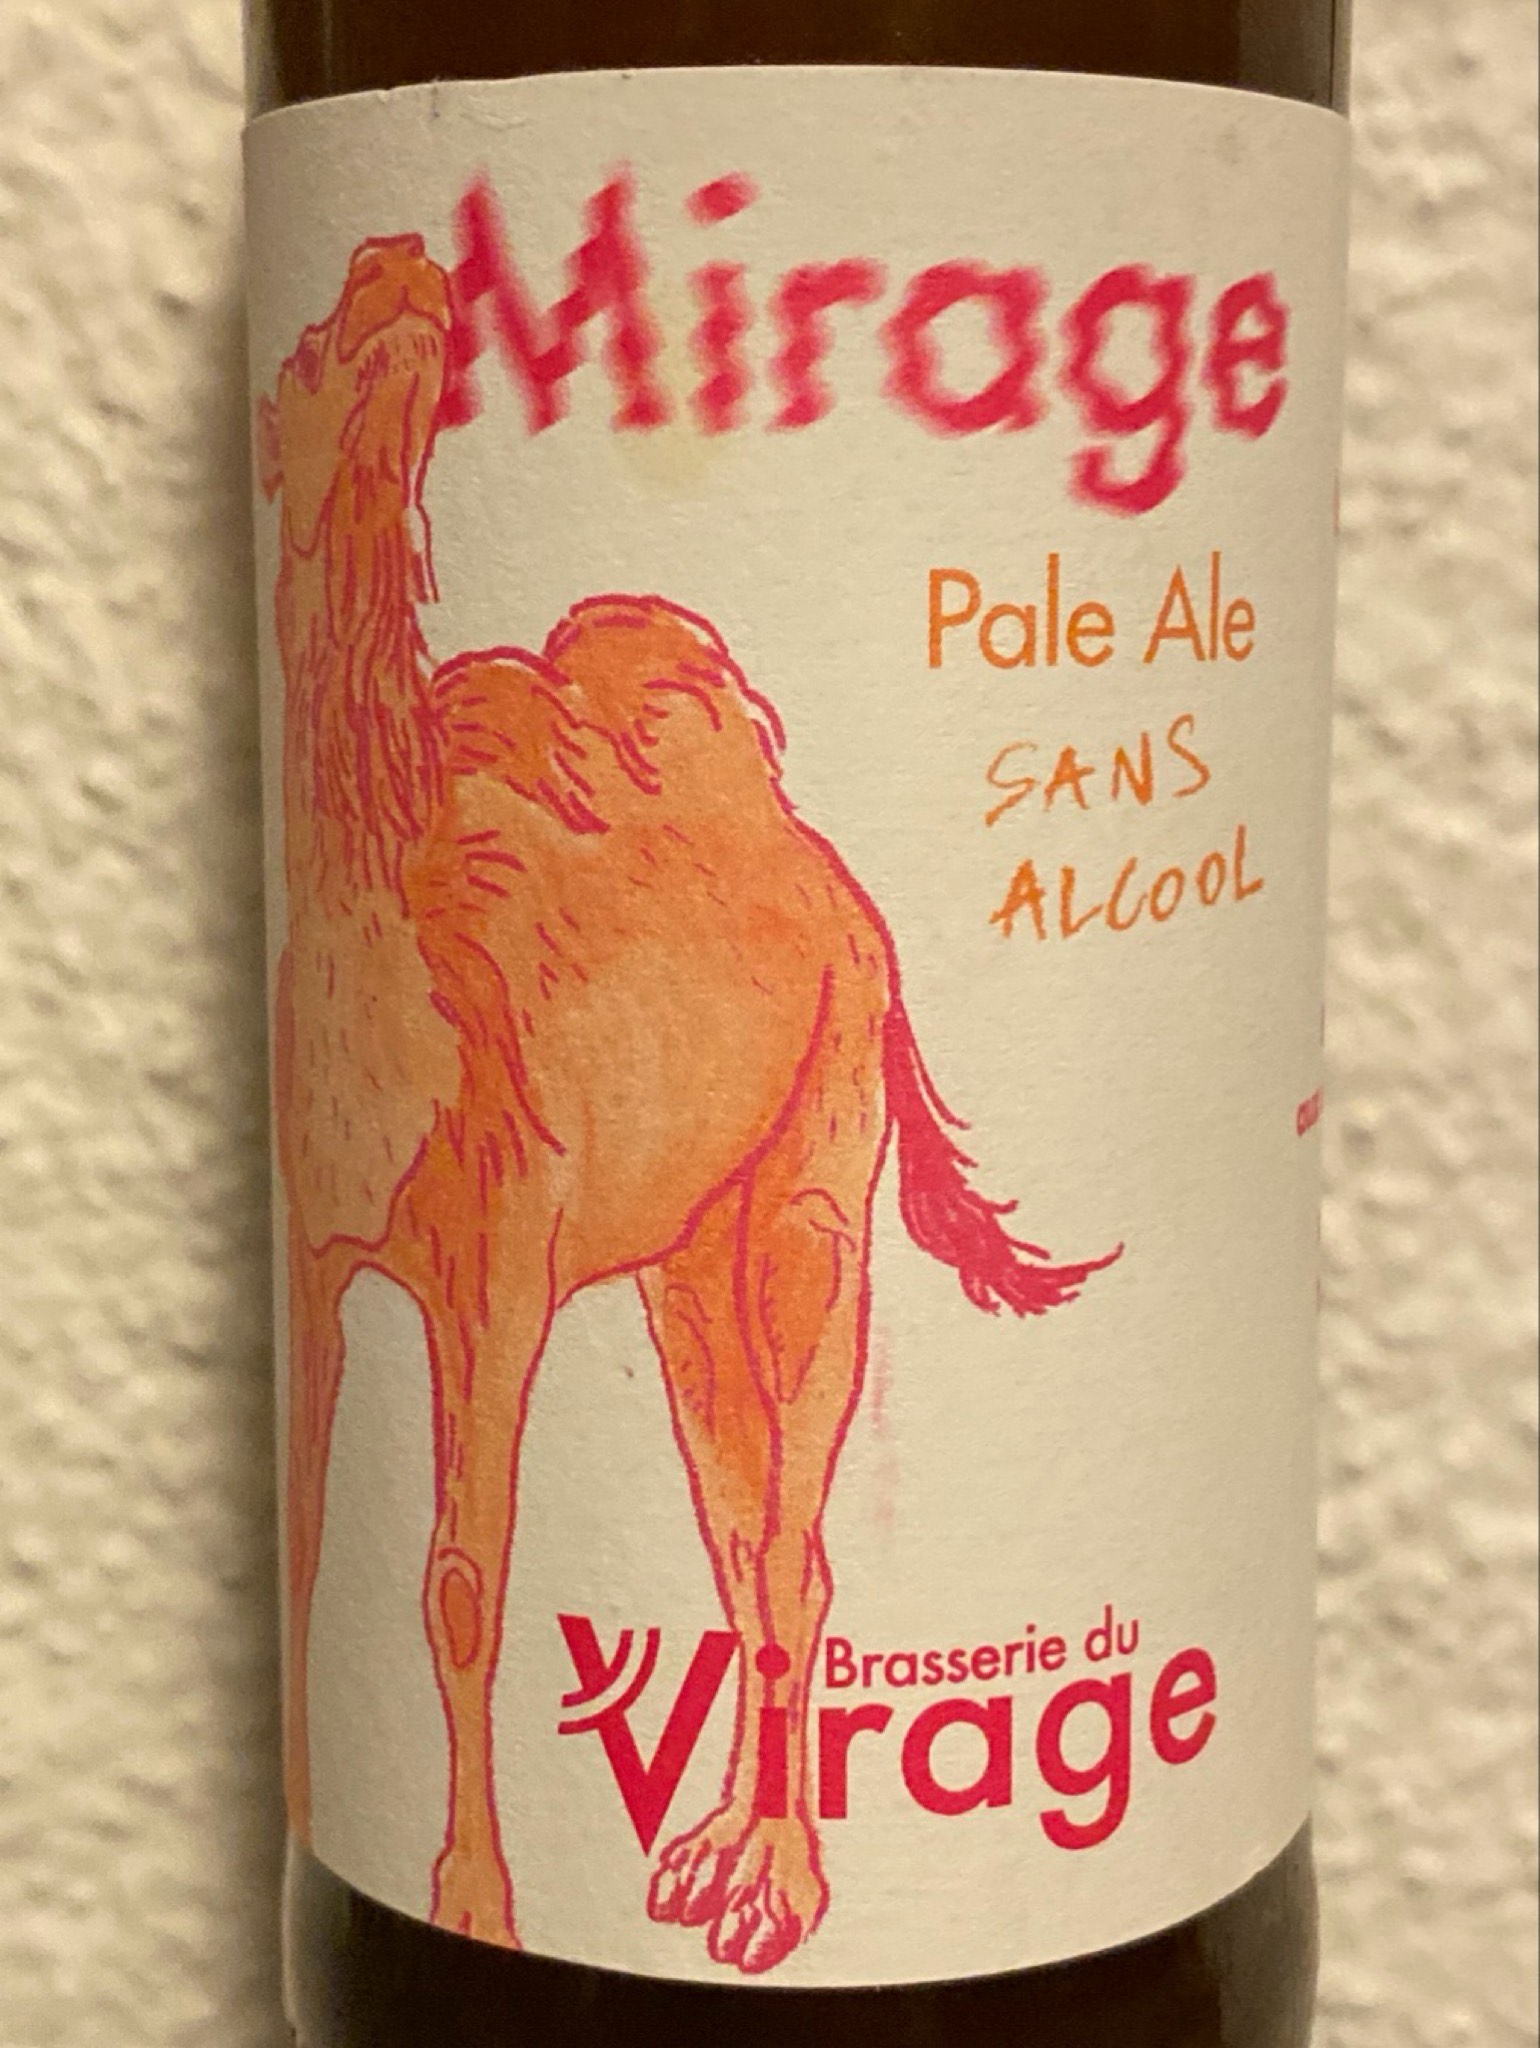 Mirage
Pale Ale
SANS
ALCOOL
Brasserie du
Virage